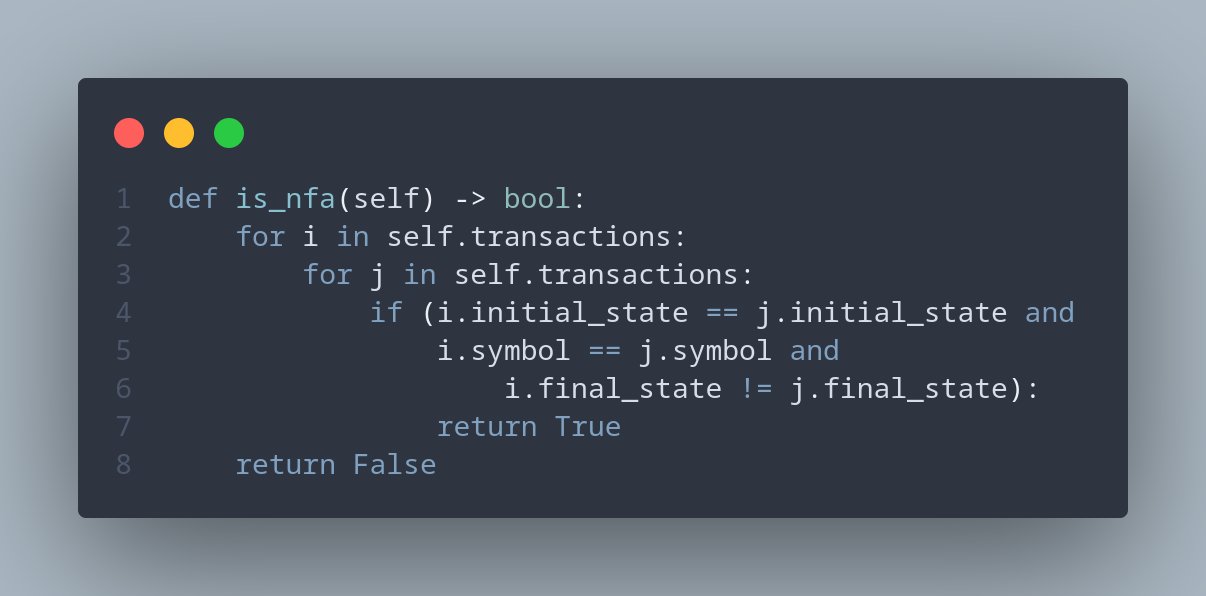 1 def is_nfa(self) -> bool:
2     for i in self.transactions:
3         for j in self.transactions:
4             if (i.initial_state == j.initial_state and
5                 i.symbol == j.symbol and
6                     i.final_state != j.final_state):
7                 return True
8     return False